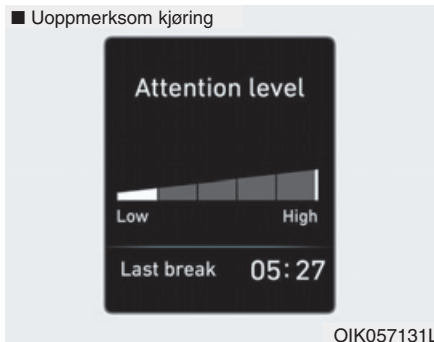 ■ Uoppmerksom kjøring
Attention level
Low High
Last break 05:27
OIK057131L